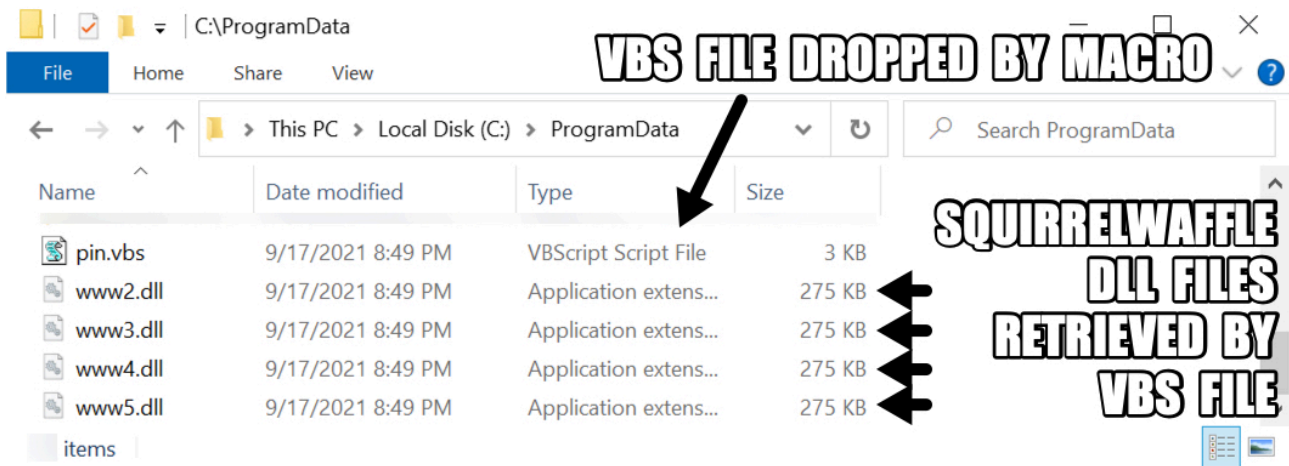 C:\ProgramData
VBS FILE DROPPED BY MACRO
File Home Share View
This PC > Local Disk (C:) > ProgramData
Search ProgramData
Name Date modified Type Size
SQUIRRELWAFFLE
DLL FILES
RETRIEVED BY
VBS FILE
pin.vbs 9/17/2021 8:49 PM VBScript Script File 3 KB
www2.dll 9/17/2021 8:49 PM Application extens... 275 KB
www3.dll 9/17/2021 8:49 PM Application extens... 275 KB
www4.dll 9/17/2021 8:49 PM Application extens... 275 KB
www5.dll 9/17/2021 8:49 PM Application extens... 275 KB
items